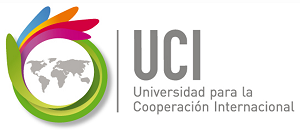 UCI
Universidad para la
Cooperación Internacional